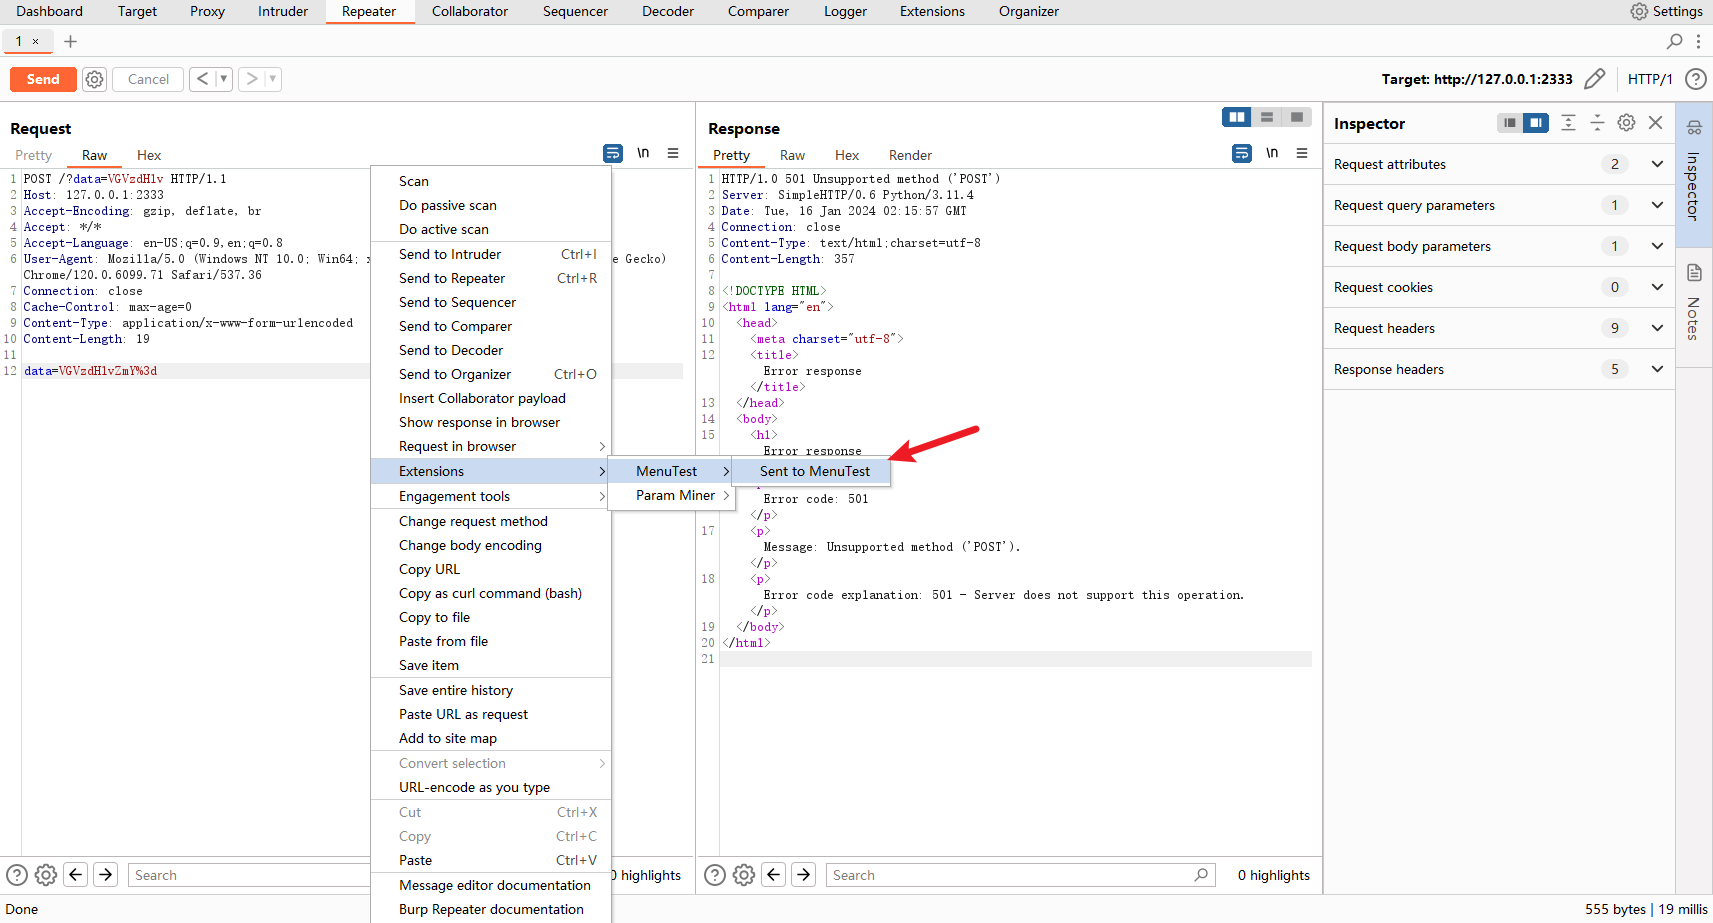 Dashboard Target Proxy Intruder Repeater Collaborator Sequencer Decoder Comparer Logger Extensions Organizer Settings
1 × +
Send Cancel < > Target: http://127.0.0.1:2333 HTTP/1 ?
Request
Pretty Raw Hex \n
1 POST /?data=VGVzdHlv HTTP/1.1
2 Host: 127.0.0.1:2333
3 Accept-Encoding: gzip, deflate, br
4 Accept: */*
5 Accept-Language: en-US;q=0.9,en;q=0.8
6 User-Agent: Mozilla/5.0 (Windows NT 10.0; Win64; e Gecko)
Chrome/120.0.6099.71 Safari/537.36
7 Connection: close
8 Cache-Control: max-age=0
9 Content-Type: application/x-www-form-urlencoded
10 Content-Length: 19
11
12 data=VGVzdHlvZmY%3d
Scan
Do passive scan
Do active scan
Send to Intruder Ctrl+I
Send to Repeater Ctrl+R
Send to Sequencer
Send to Comparer
Send to Decoder
Send to Organizer Ctrl+O
Insert Collaborator payload
Show response in browser
Request in browser
Extensions
Engagement tools
Change request method
Change body encoding
Copy URL
Copy as curl command (bash)
Copy to file
Paste from file
Save item
Save entire history
Paste URL as request
Add to site map
Convert selection
URL-encode as you type
Cut Ctrl+X
Copy Ctrl+C
Paste Ctrl+V
Message editor documentation
Burp Repeater documentation
MenuTest
Param Miner
Sent to MenuTest
Response
Pretty Raw Hex Render \n
1 HTTP/1.0 501 Unsupported method ('POST')
2 Server: SimpleHTTP/0.6 Python/3.11.4
3 Date: Tue, 16 Jan 2024 02:15:57 GMT
4 Connection: close
5 Content-Type: text/html;charset=utf-8
6 Content-Length: 357
7
8 <!DOCTYPE HTML>
9 <html lang="en">
10 <head>
11 <meta charset="utf-8">
12 <title>
Error response
</title>
13 </head>
14 <body>
15 <h1>
Error response
Error code: 501
</p>
17 <p>
Message: Unsupported method ('POST').
</p>
18 <p>
Error code explanation: 501 - Server does not support this operation.
</p>
19 </body>
20 </html>
21
Inspector
Request attributes 2
Request query parameters 1
Request body parameters 1
Request cookies 0
Request headers 9
Response headers 5
Inspector
Notes
? Search 0 highlights
? Search 0 highlights
Done
555 bytes | 19 millis